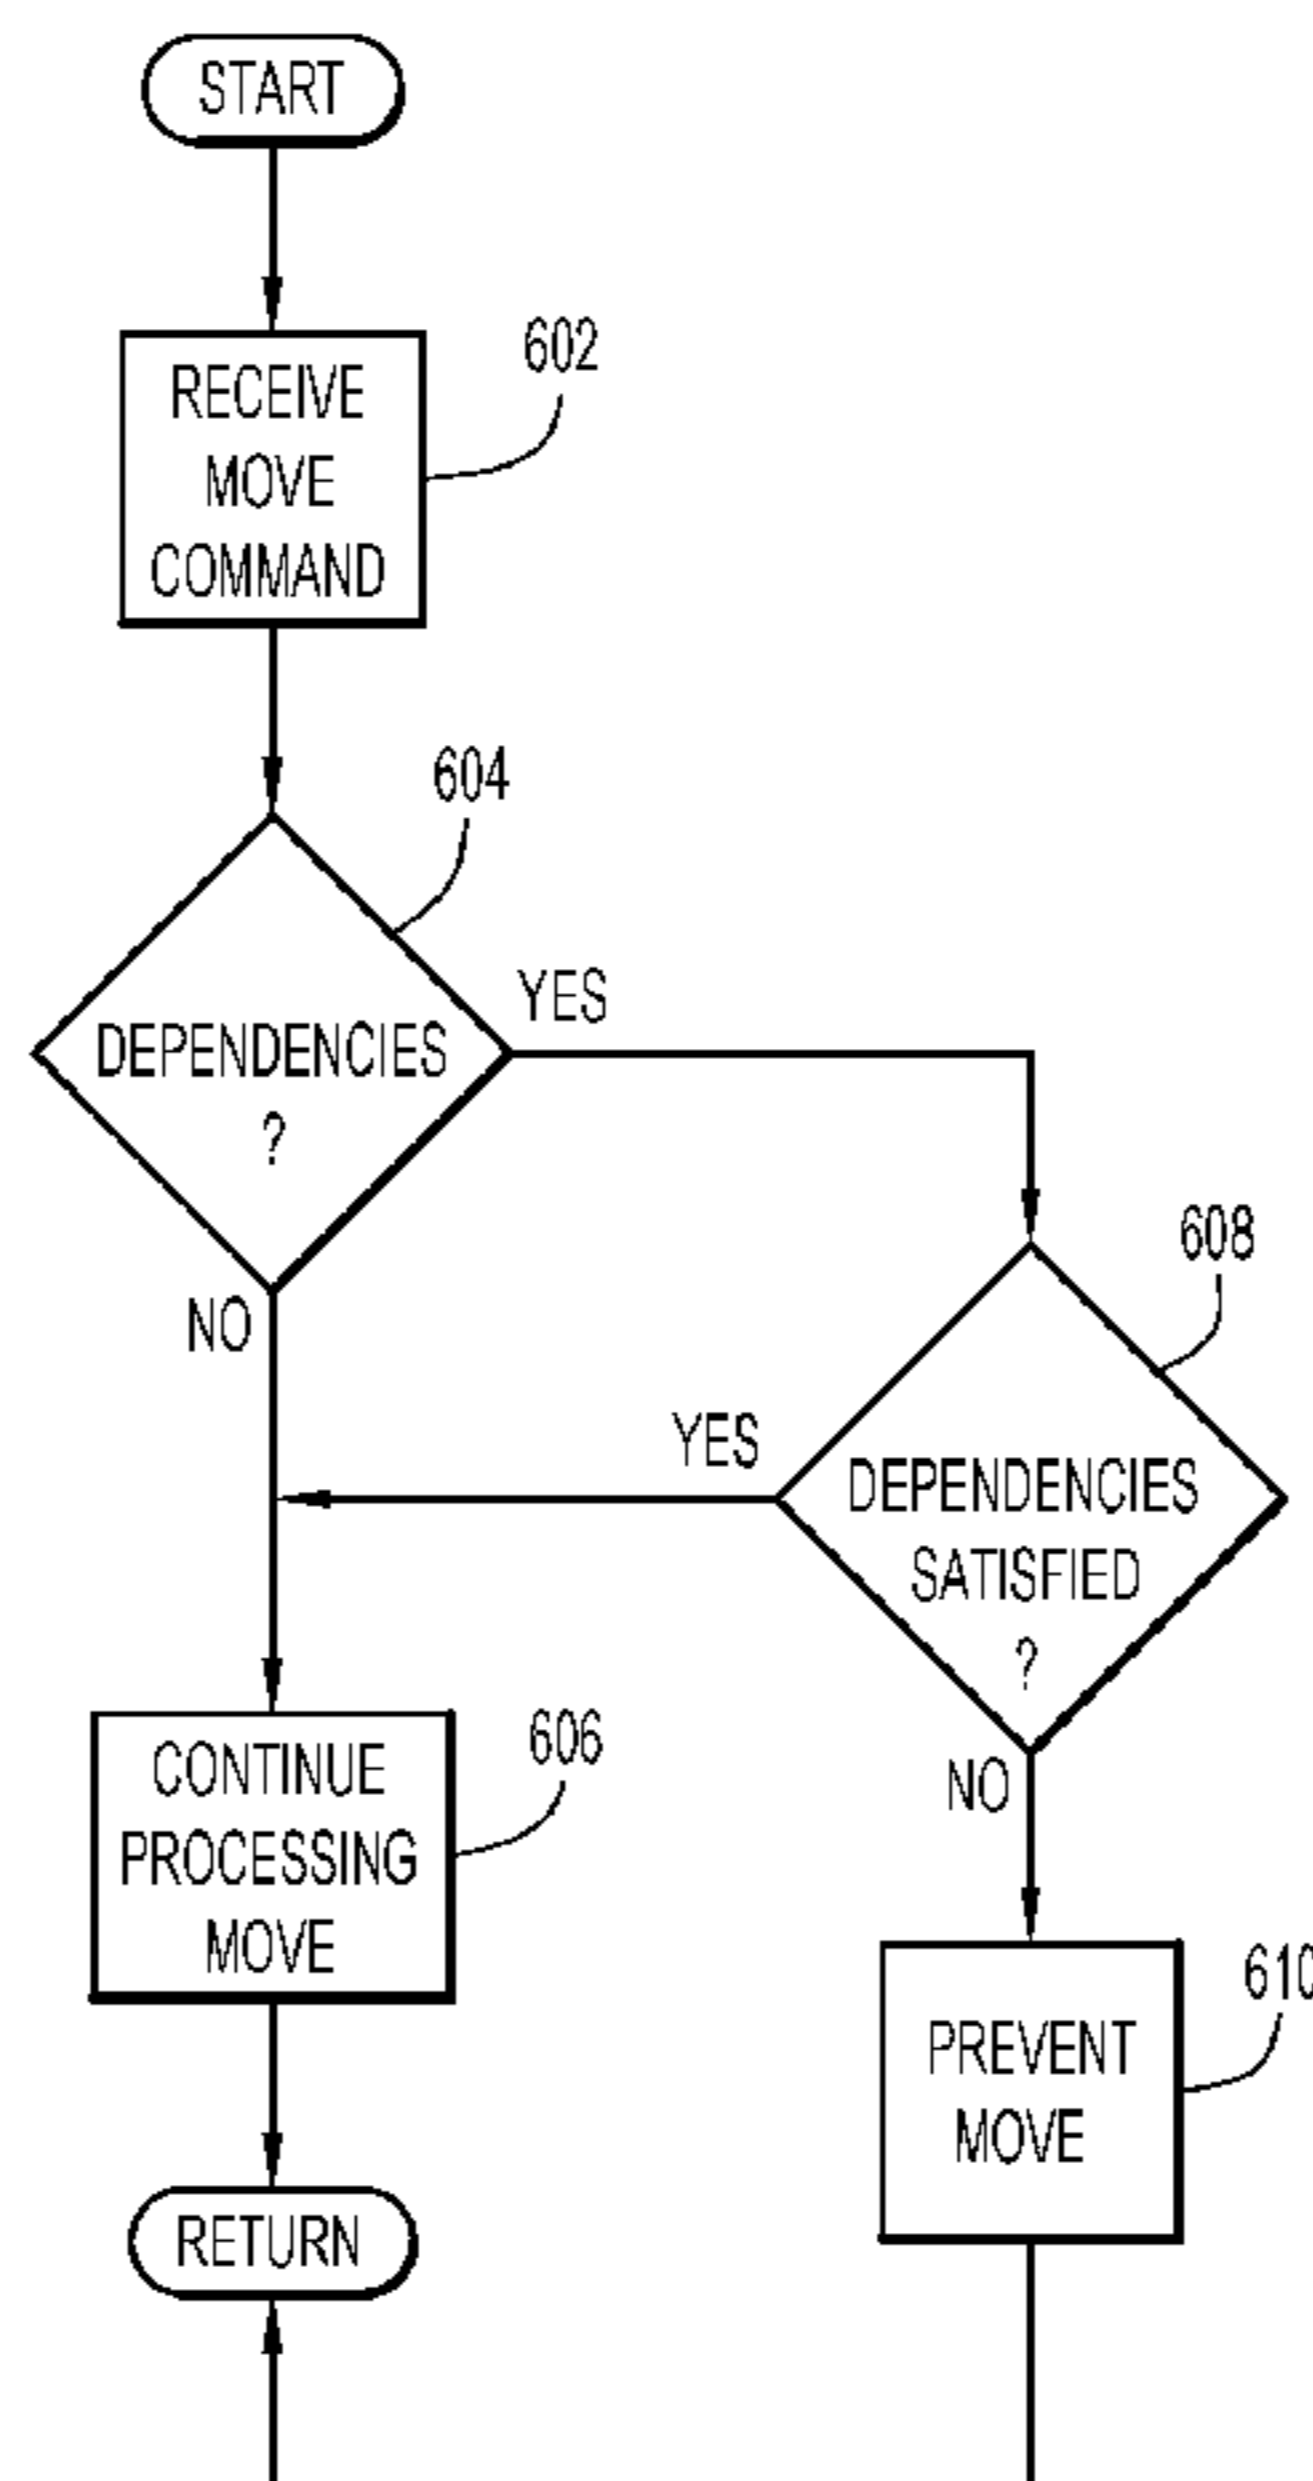 START
602
RECEIVE
MOVE
COMMAND
604
DEPENDENCIES
?
YES
NO
608
DEPENDENCIES
SATISFIED
?
YES
NO
606
CONTINUE
PROCESSING
MOVE
610
PREVENT
MOVE
RETURN